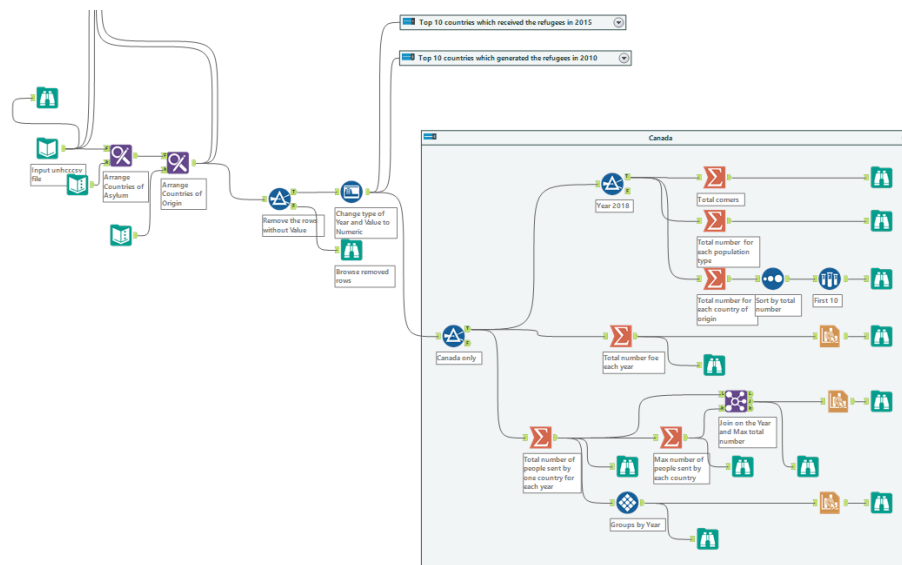 Top 10 countries which received the refugees in 2015
Top 10 countries which generated the refugees in 2010
Canada
Input unhcccsv
file
Arrange
Countries of
Asylum
Arrange
Countries of
Origin
Remove the rows
without Value
Change type of
Year and Value to
Numeric
Browse removed
rows
Year 2018
Total comers
Total number for
each population
type
Total number for
each country of
origin
Sort by total
number
First 10
Canada only
Total number foe
each year
Join on the Year
and Max total
number
Total number of
people sent by
one country for
each year
Max number of
people sent by
each country
Groups by Year